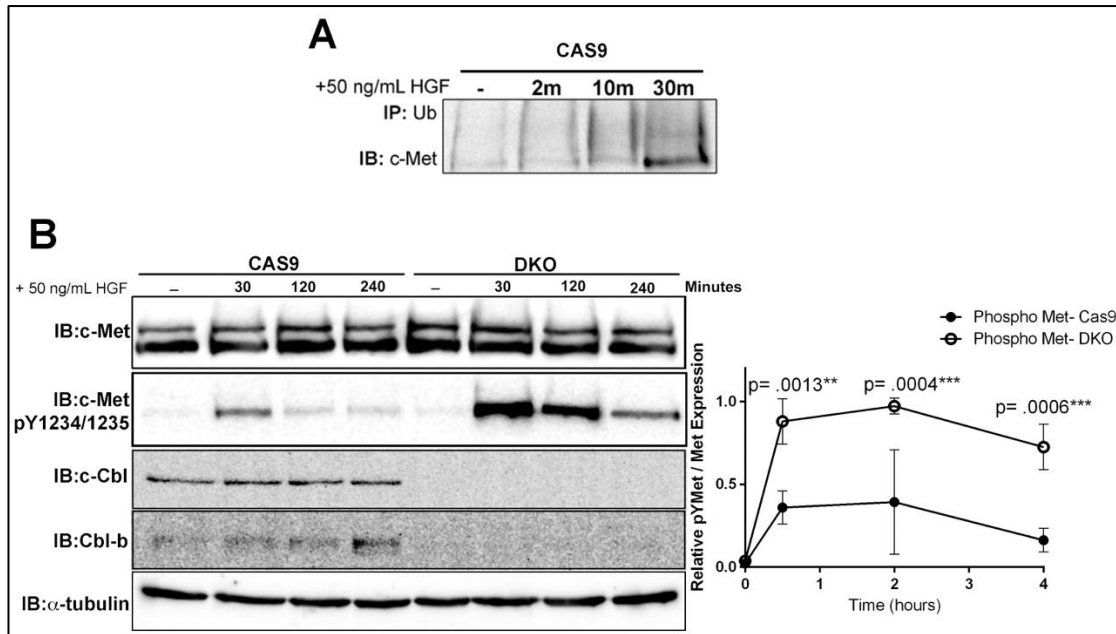 A
CAS9
+50 ng/mL HGF - 2m 10m 30m
IP: Ub
IB: c-Met
B
CAS9 DKO
+ 50 ng/mL HGF – 30 120 240 – 30 120 240 Minutes
IB:c-Met
IB:c-Met
pY1234/1235
IB:c-Cbl
IB:Cbl-b
IB:α-tubulin
Phospho Met- Cas9
Phospho Met- DKO
p= .0013** p= .0004*** p= .0006***
Relative pYMet / Met Expression
1.0
0.5
0.0
0 1 2 3 4
Time (hours)